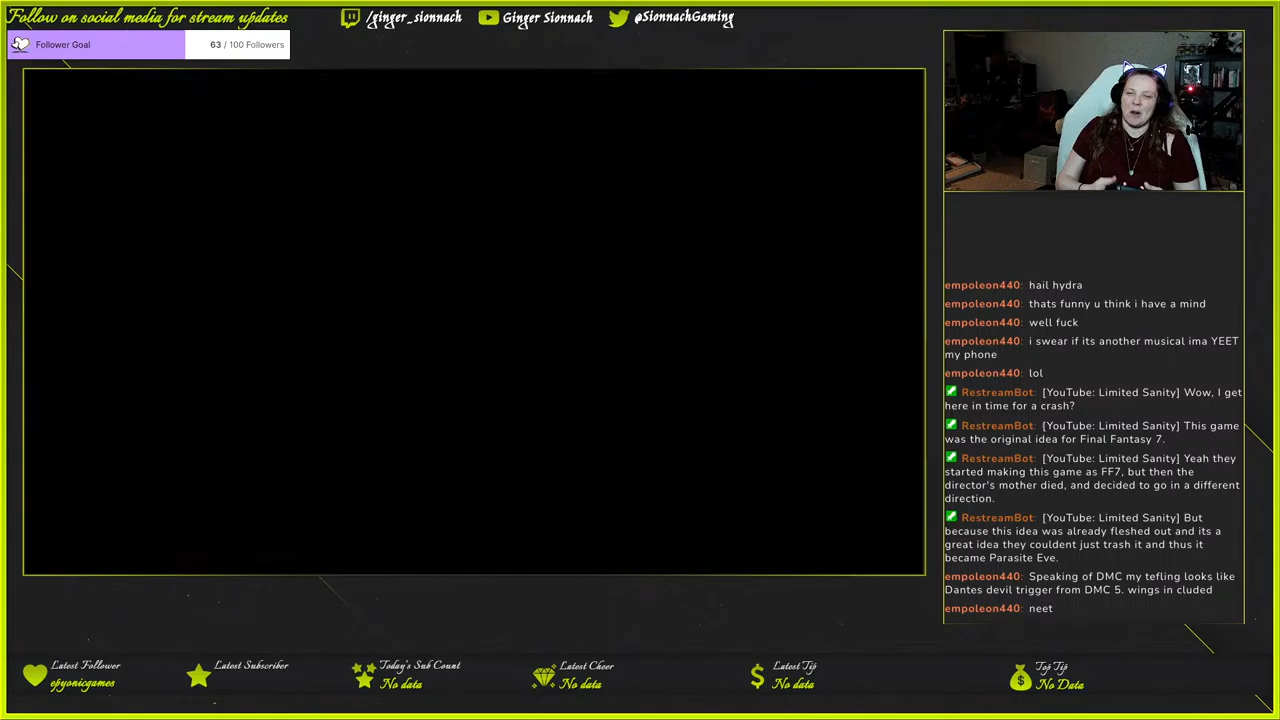 Follow on social media for stream updates
/ginger_sionnach
Ginger Sionnach
@SionnachGaming
Follower Goal
63 / 100 Followers
empoleon440: hail hydra
empoleon440: thats funny u think i have a mind
empoleon440: well fuck
empoleon440: i swear if its another musical ima YEET
my phone
empoleon440: lol
RestreamBot: [YouTube: Limited Sanity] Wow, I get
here in time for a crash?
RestreamBot: [YouTube: Limited Sanity] This game
was the original idea for Final Fantasy 7.
RestreamBot: [YouTube: Limited Sanity] Yeah they
started making this game as FF7, but then the
director's mother died, and decided to go in a different
direction.
RestreamBot: [YouTube: Limited Sanity] But
because this idea was already fleshed out and its a
great idea they couldent just trash it and thus it
became Parasite Eve.
empoleon440: Speaking of DMC my tefling looks like
Dantes devil trigger from DMC 5. wings in cluded
empoleon440: neet
Latest Follower
epyonicgames
Latest Subscriber
Today's Sub Count
No data
Latest Cheer
No data
Latest Tip
No data
Top Tip
No Data